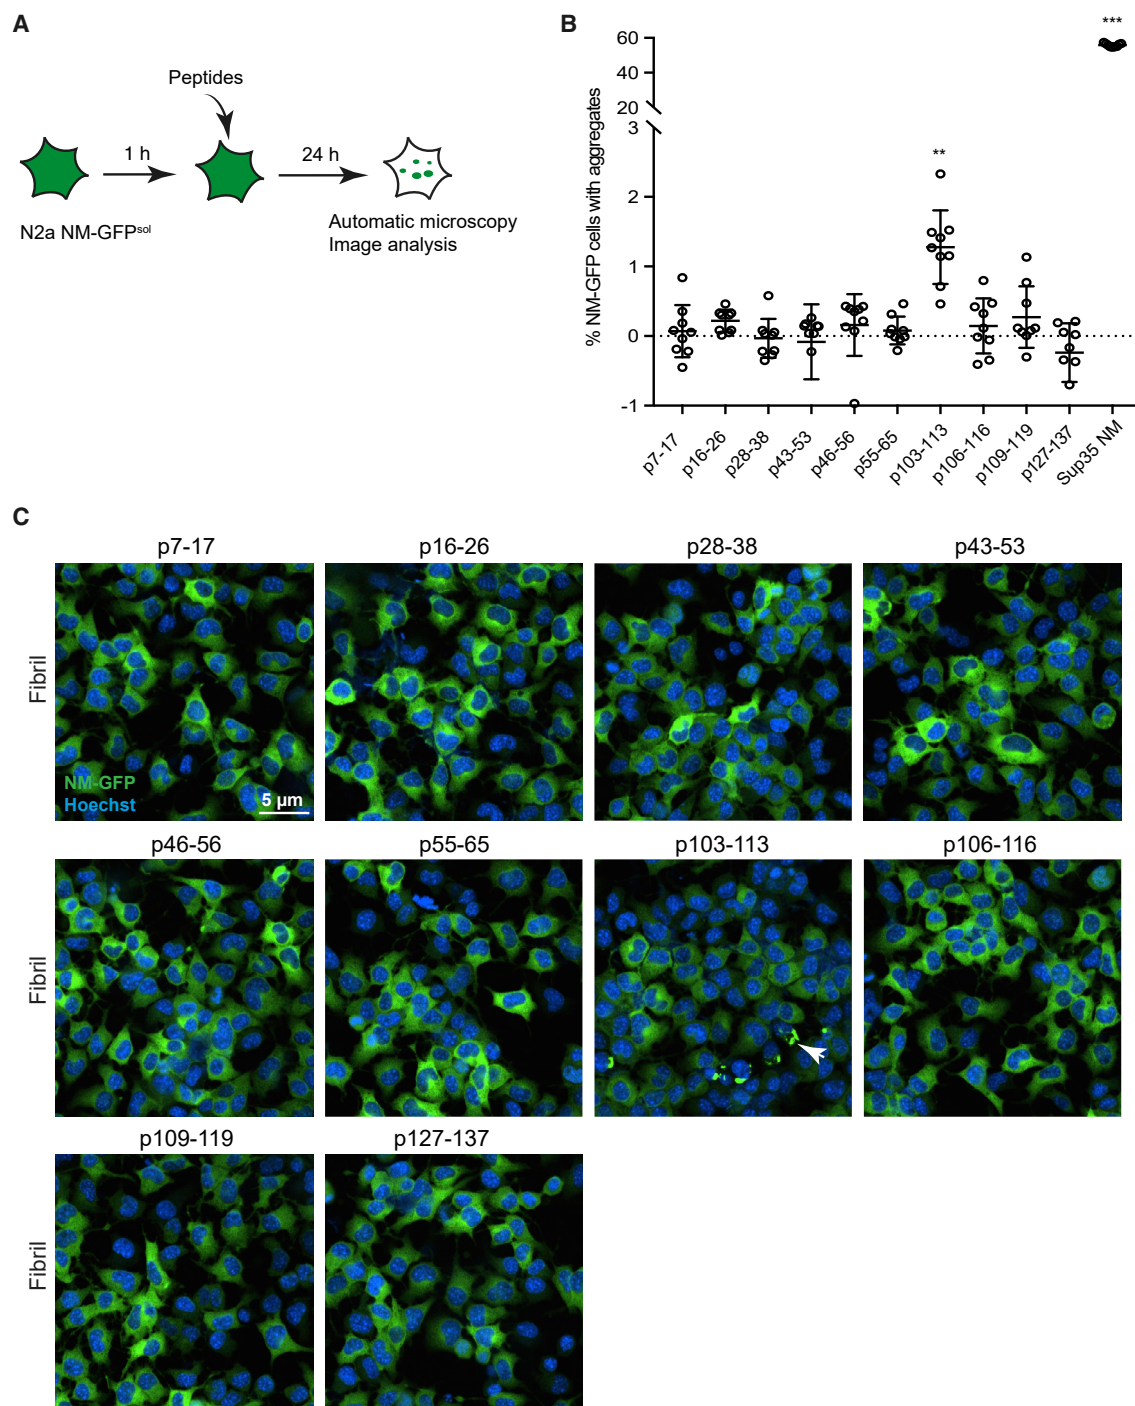 A
Peptides
1 h
24 h
N2a NM-GFPsol
Automatic microscopy
Image analysis
B
% NM-GFP cells with aggregates
60
40
20
3
2
1
0
-1
**
***
p7-17
p16-26
p28-38
p43-53
p46-56
p55-65
p103-113
p106-116
p109-119
p127-137
Sup35 NM
C
p7-17
p16-26
p28-38
p43-53
Fibril
NM-GFP
Hoechst
5 µm
p46-56
p55-65
p103-113
p106-116
Fibril
p109-119
p127-137
Fibril